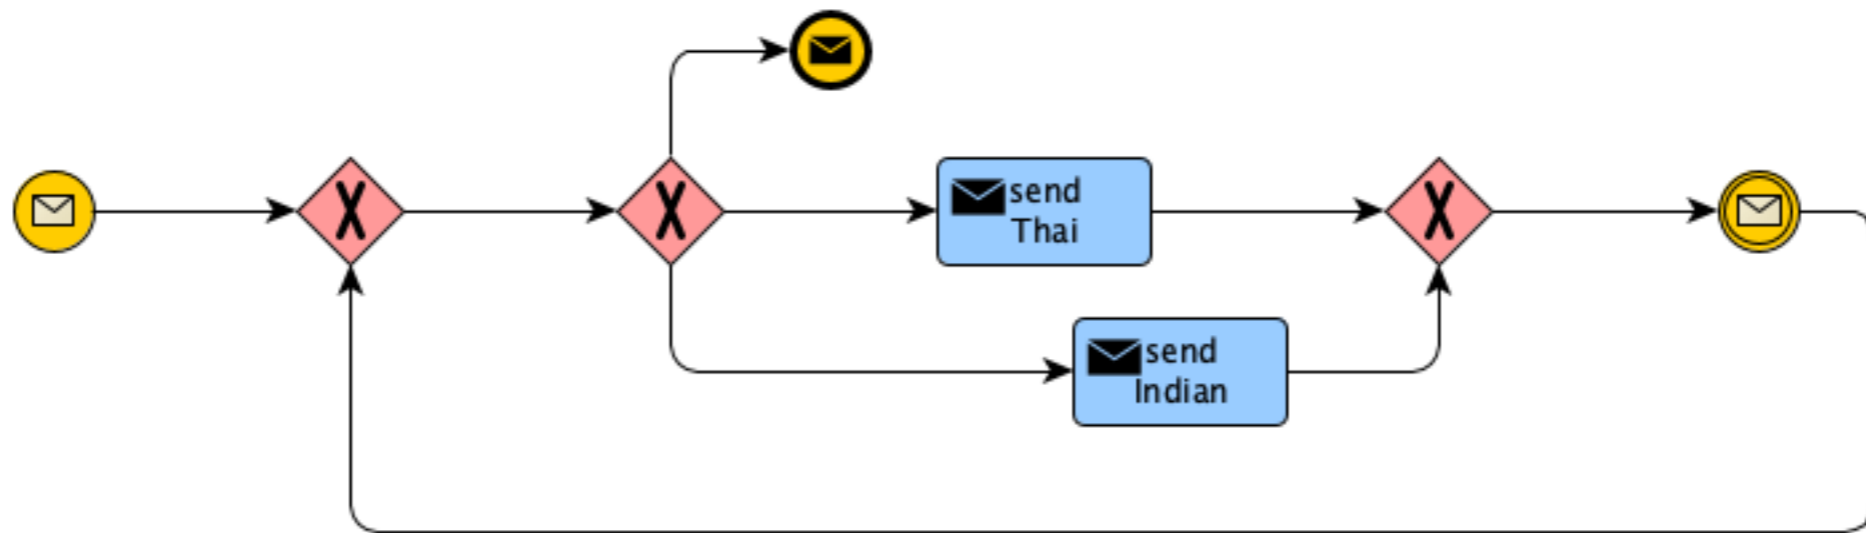 X
X
send
Thai
X
send
Indian